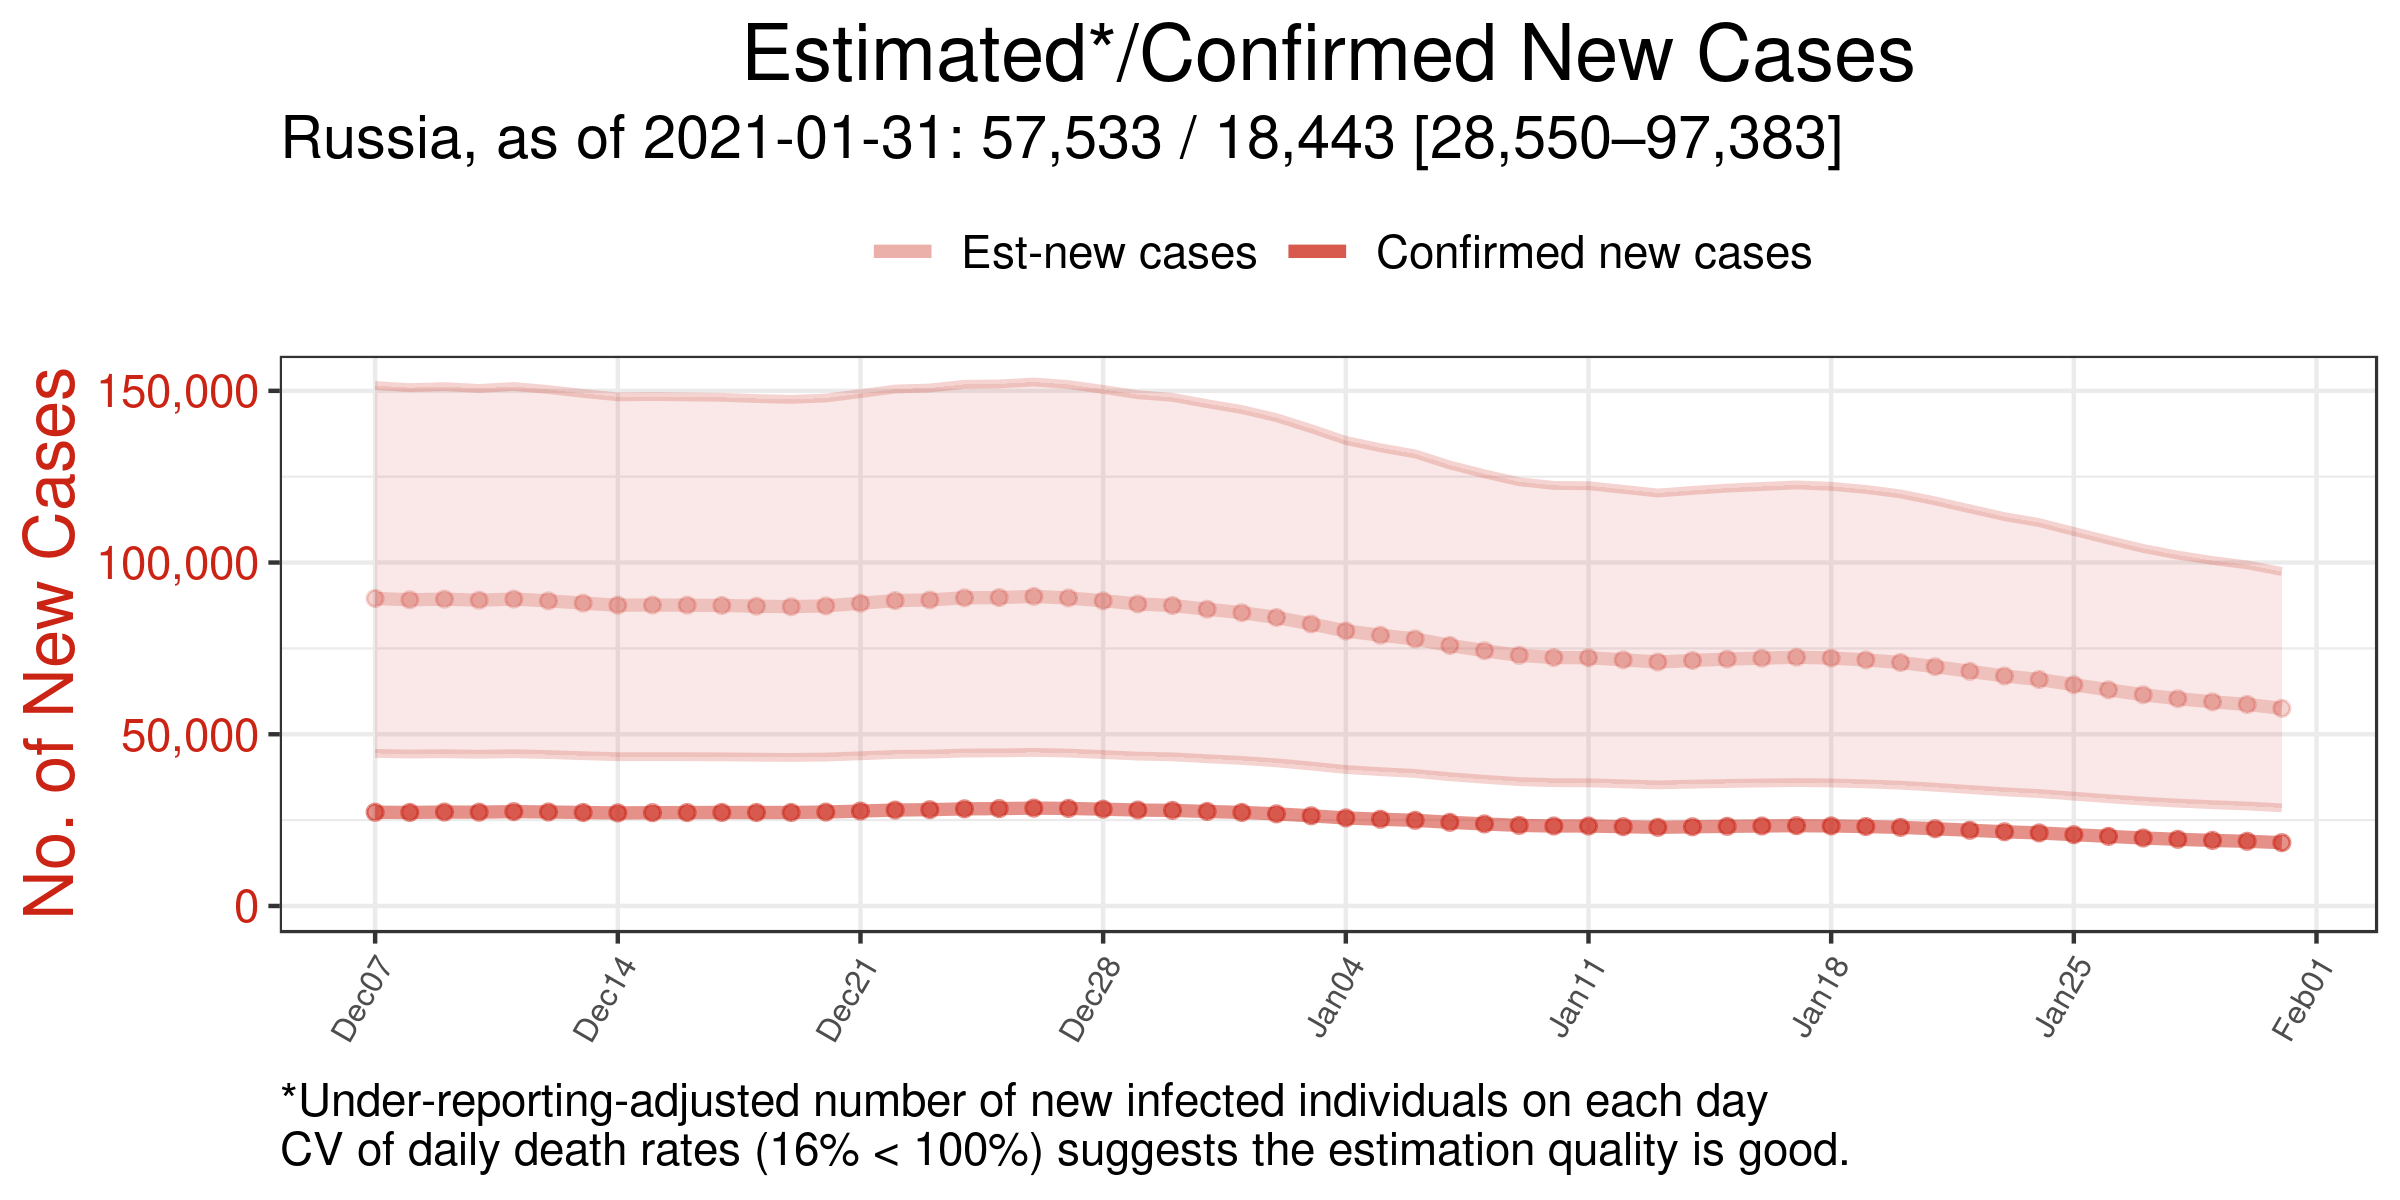 Estimated*/Confirmed New Cases
Russia, as of 2021-01-31: 57,533 / 18,443 [28,550–97,383]
Est-new cases Confirmed new cases
No. of New Cases
150,000
100,000
50,000
0
Dec07 Dec14 Dec21 Dec28 Jan04 Jan11 Jan18 Jan25 Feb01
*Under-reporting-adjusted number of new infected individuals on each day
CV of daily death rates (16% < 100%) suggests the estimation quality is good.